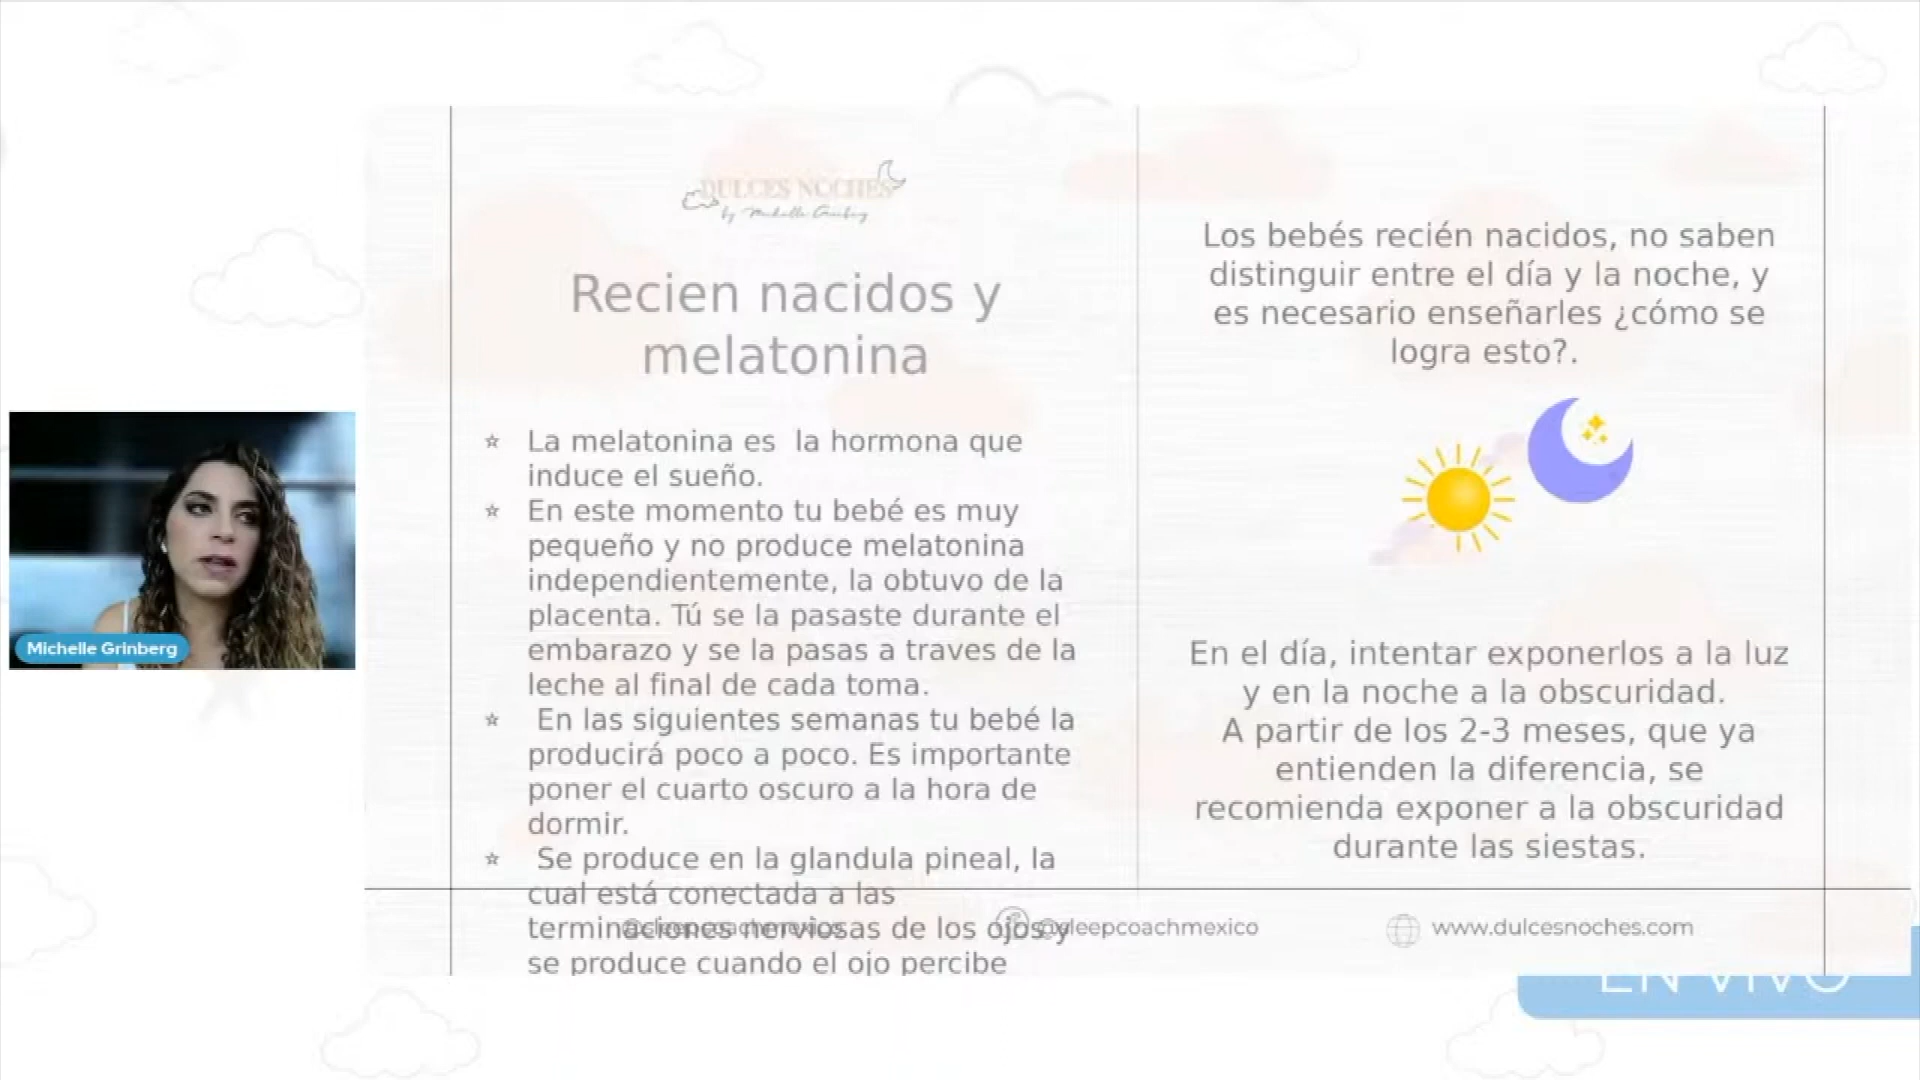 DULCES NOCHES
by Michelle Grinberg
Recien nacidos y
melatonina
☆ La melatonina es la hormona que
induce el sueño.
☆ En este momento tu bebé es muy
pequeño y no produce melatonina
independientemente, la obtuvo de la
placenta. Tú se la pasaste durante el
embarazo y se la pasas a traves de la
leche al final de cada toma.
☆ En las siguientes semanas tu bebé la
producirá poco a poco. Es importante
poner el cuarto oscuro a la hora de
dormir.
☆ Se produce en la glandula pineal, la
cual está conectada a las
terminaciones nerviosas de los ojos y
se produce cuando el ojo percibe
Los bebés recién nacidos, no saben
distinguir entre el día y la noche, y
es necesario enseñarles ¿cómo se
logra esto?.
En el día, intentar exponerlos a la luz
y en la noche a la obscuridad.
A partir de los 2-3 meses, que ya
entienden la diferencia, se
recomienda exponer a la obscuridad
durante las siestas.
Michelle Grinberg
@sleepcoachmexico
@sleepcoachmexico
www.dulcesnoches.com
EN VIVO